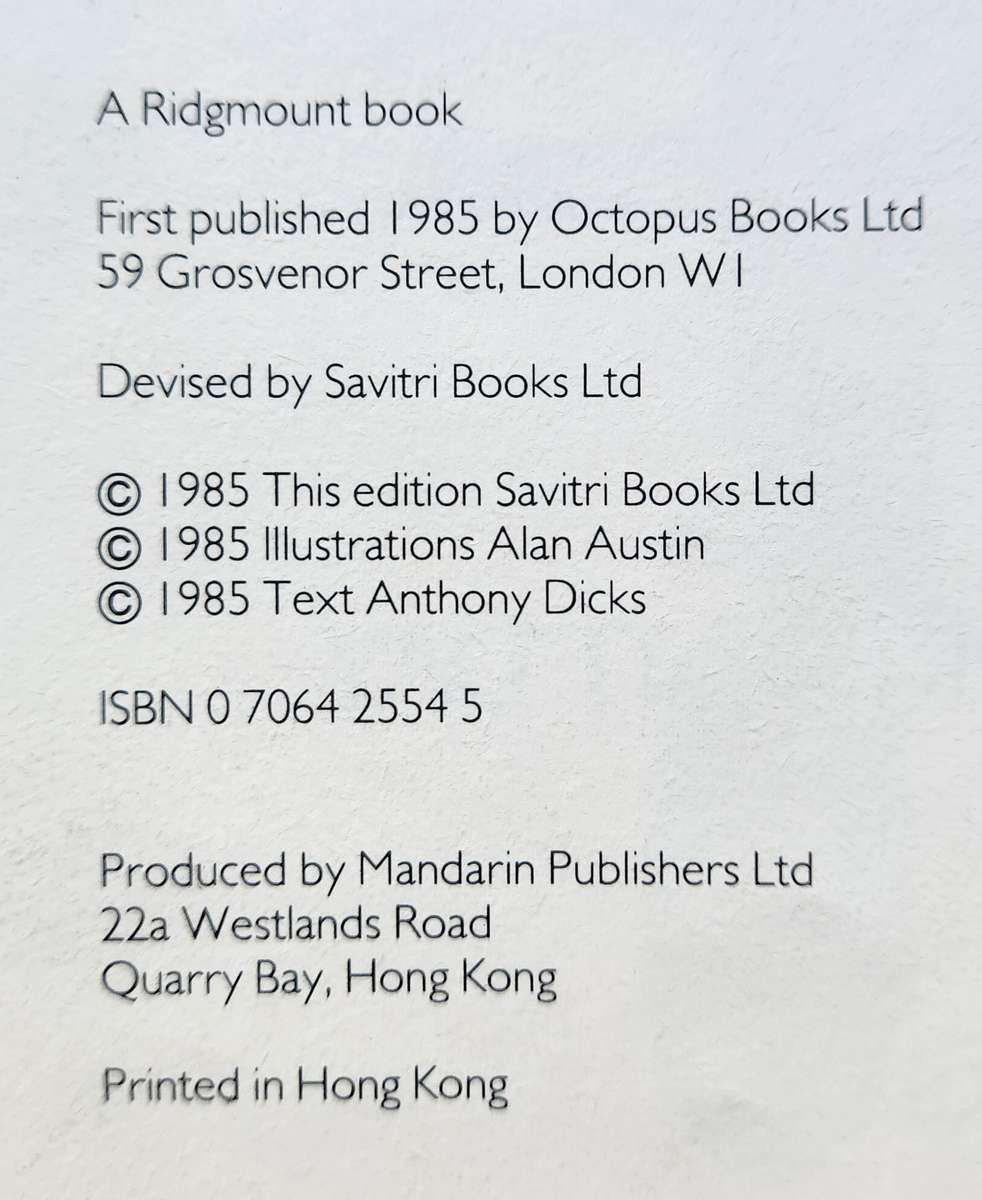 A Ridgmount book
First published 1985 by Octopus Books Ltd
59 Grosvenor Street, London W1
Devised by Savitri Books Ltd
© 1985 This edition Savitri Books Ltd
© 1985 Illustrations Alan Austin
© 1985 Text Anthony Dicks
ISBN 0 7064 2554 5
Produced by Mandarin Publishers Ltd
22a Westlands Road
Quarry Bay, Hong Kong
Printed in Hong Kong